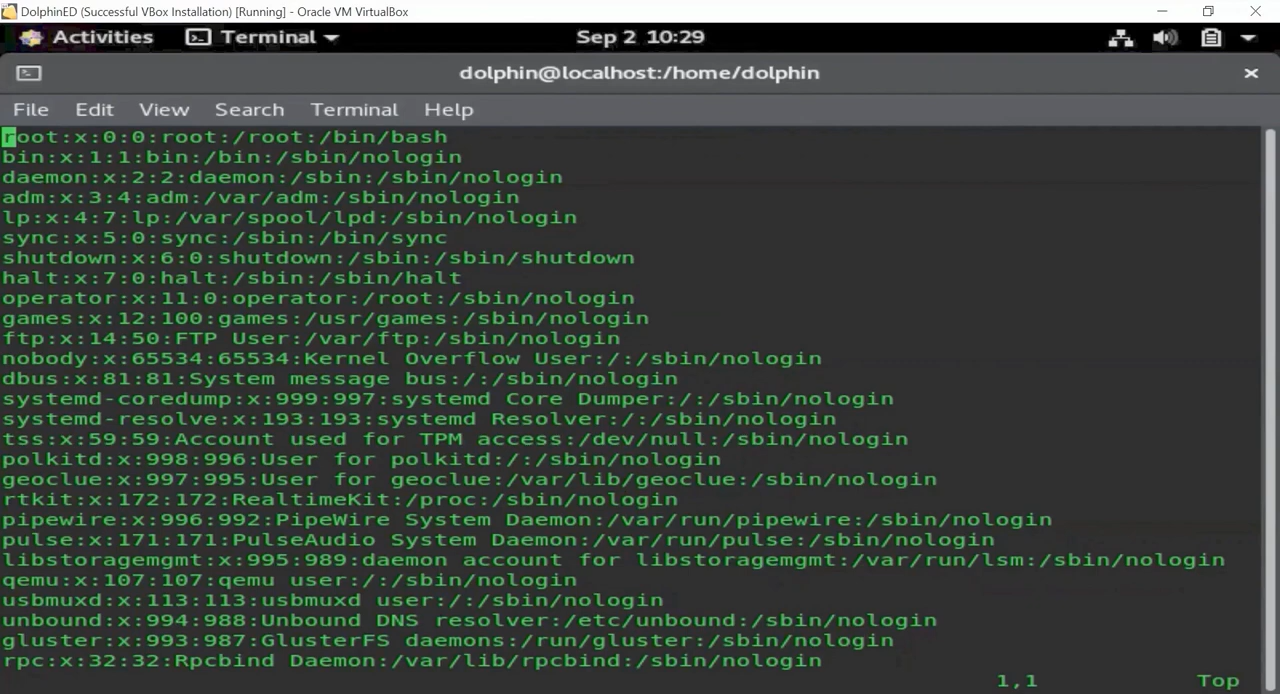 DolphinED (Successful VBox Installation) [Running] - Oracle VM VirtualBox
Activities Terminal Sep 2 10:29
dolphin@localhost:/home/dolphin
File Edit View Search Terminal Help
root:x:0:0:root:/root:/bin/bash
bin:x:1:1:bin:/bin:/sbin/nologin
daemon:x:2:2:daemon:/sbin:/sbin/nologin
adm:x:3:4:adm:/var/adm:/sbin/nologin
lp:x:4:7:lp:/var/spool/lpd:/sbin/nologin
sync:x:5:0:sync:/sbin:/bin/sync
shutdown:x:6:0:shutdown:/sbin:/sbin/shutdown
halt:x:7:0:halt:/sbin:/sbin/halt
operator:x:11:0:operator:/root:/sbin/nologin
games:x:12:100:games:/usr/games:/sbin/nologin
ftp:x:14:50:FTP User:/var/ftp:/sbin/nologin
nobody:x:65534:65534:Kernel Overflow User:/:/sbin/nologin
dbus:x:81:81:System message bus:/:/sbin/nologin
systemd-coredump:x:999:997:systemd Core Dumper:/:/sbin/nologin
systemd-resolve:x:193:193:systemd Resolver:/:/sbin/nologin
tss:x:59:59:Account used for TPM access:/dev/null:/sbin/nologin
polkitd:x:998:996:User for polkitd:/:/sbin/nologin
geoclue:x:997:995:User for geoclue:/var/lib/geoclue:/sbin/nologin
rtkit:x:172:172:RealtimeKit:/proc:/sbin/nologin
pipewire:x:996:992:PipeWire System Daemon:/var/run/pipewire:/sbin/nologin
pulse:x:171:171:PulseAudio System Daemon:/var/run/pulse:/sbin/nologin
libstoragemgmt:x:995:989:daemon account for libstoragemgmt:/var/run/lsm:/sbin/nologin
qemu:x:107:107:qemu user:/:/sbin/nologin
usbmuxd:x:113:113:usbmuxd user:/:/sbin/nologin
unbound:x:994:988:Unbound DNS resolver:/etc/unbound:/sbin/nologin
gluster:x:993:987:GlusterFS daemons:/run/gluster:/sbin/nologin
rpc:x:32:32:Rpcbind Daemon:/var/lib/rpcbind:/sbin/nologin
1,1 Top